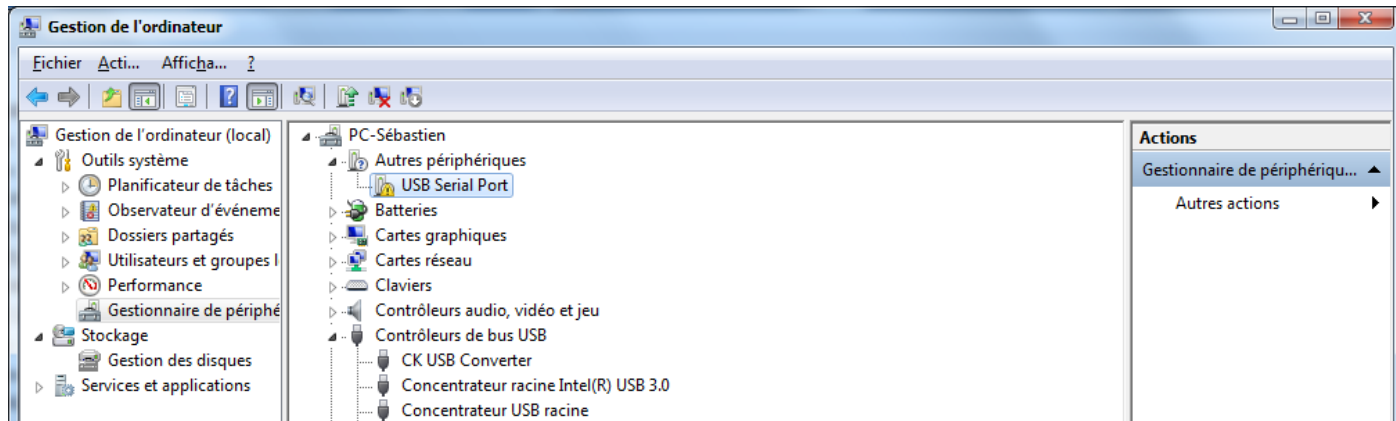 Gestion de l'ordinateur
Fichier Acti... Afficha... ?
Gestion de l'ordinateur (local)
Outils système
Planificateur de tâches
Observateur d'événeme
Dossiers partagés
Utilisateurs et groupes l
Performance
Gestionnaire de périphé
Stockage
Gestion des disques
Services et applications
PC-Sébastien
Autres périphériques
USB Serial Port
Batteries
Cartes graphiques
Cartes réseau
Claviers
Contrôleurs audio, vidéo et jeu
Contrôleurs de bus USB
CK USB Converter
Concentrateur racine Intel(R) USB 3.0
Concentrateur USB racine
Actions
Gestionnaire de périphériqu...
Autres actions